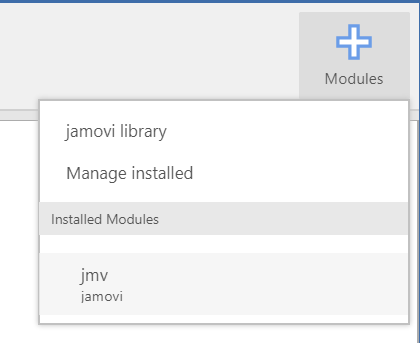 Modules
jamovi library
Manage installed
Installed Modules
jmv
jamovi